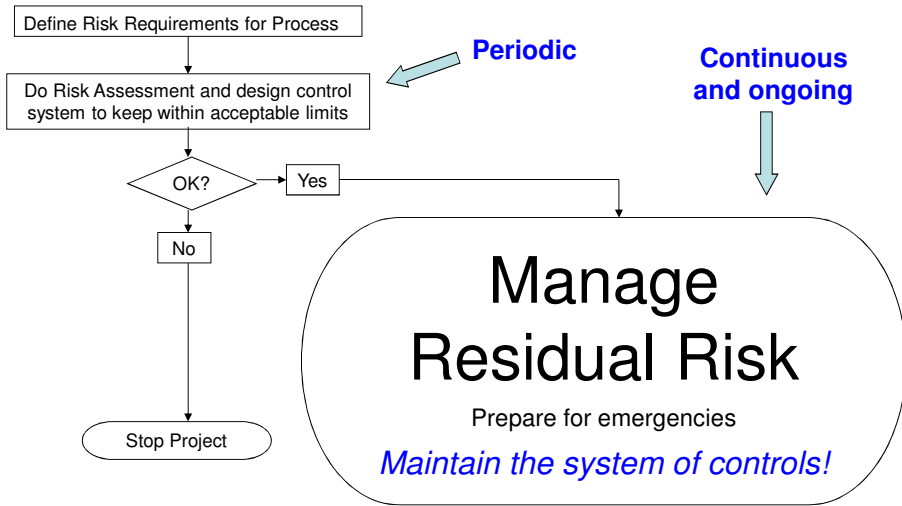 Define Risk Requirements for Process
Periodic
Continuous
and ongoing
Do Risk Assessment and design control
system to keep within acceptable limits
OK?
Yes
No
Manage
Residual Risk
Prepare for emergencies
Maintain the system of controls!
Stop Project